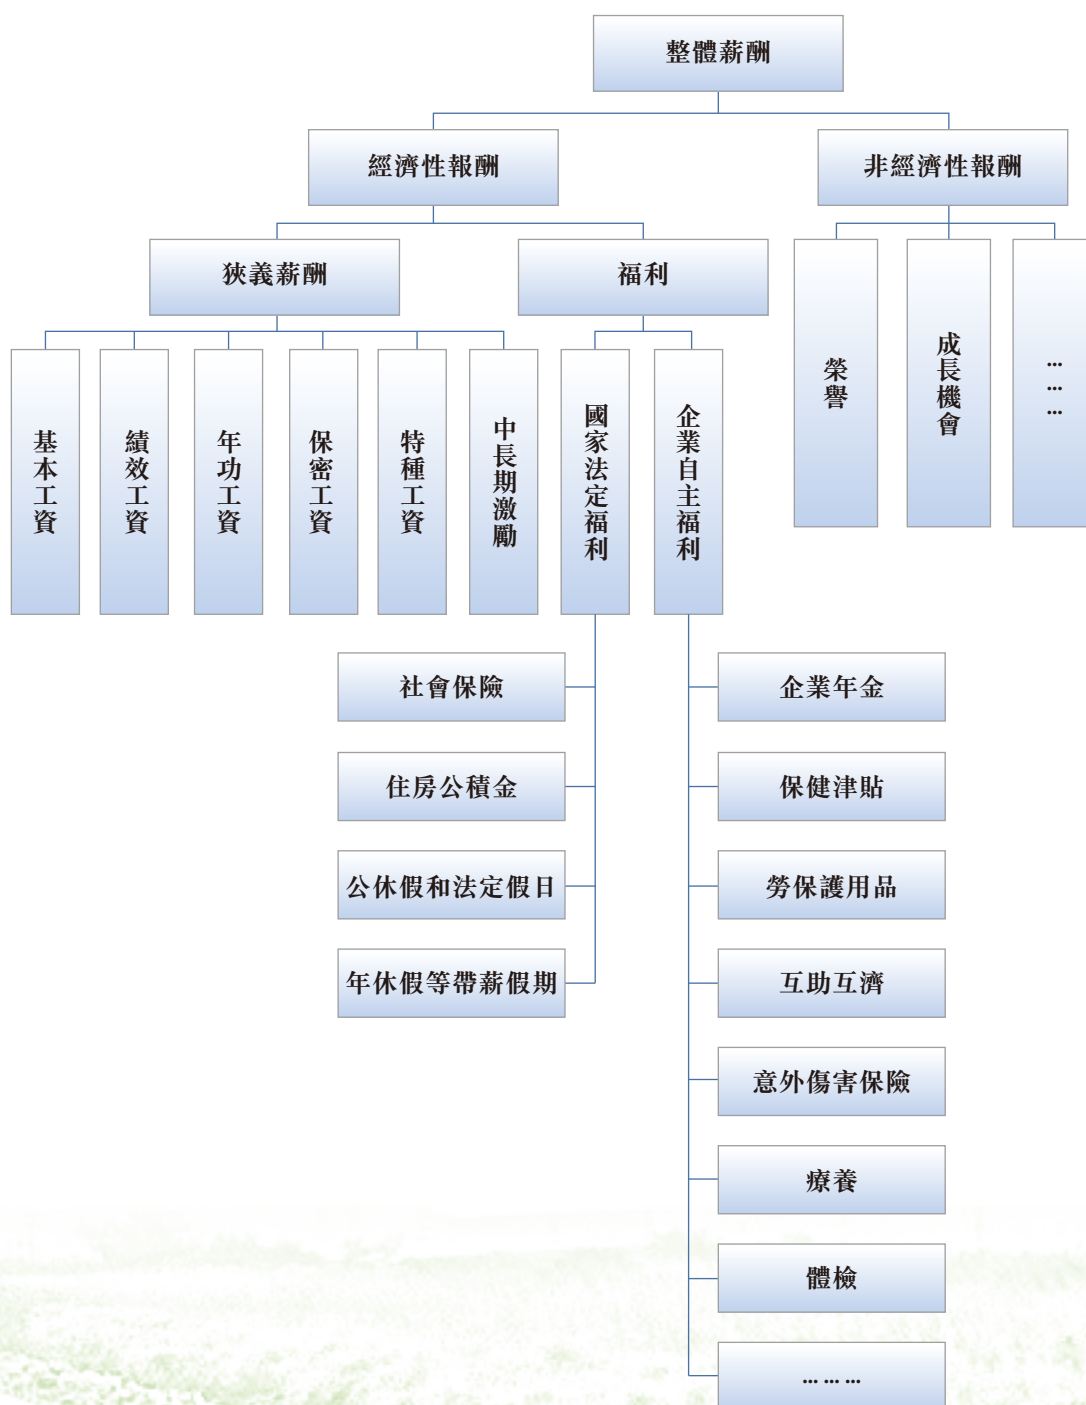 整體薪酬
經濟性報酬
非經濟性報酬
狹義薪酬
福利
榮譽
成長機會
………
基本工資
績效工資
年功工資
保密工資
特種工資
中長期激勵
國家法定福利
企業自主福利
社會保險
企業年金
住房公積金
保健津貼
公休假和法定假日
勞保護用品
年休假等帶薪假期
互助互濟
意外傷害保險
療養
體檢
………